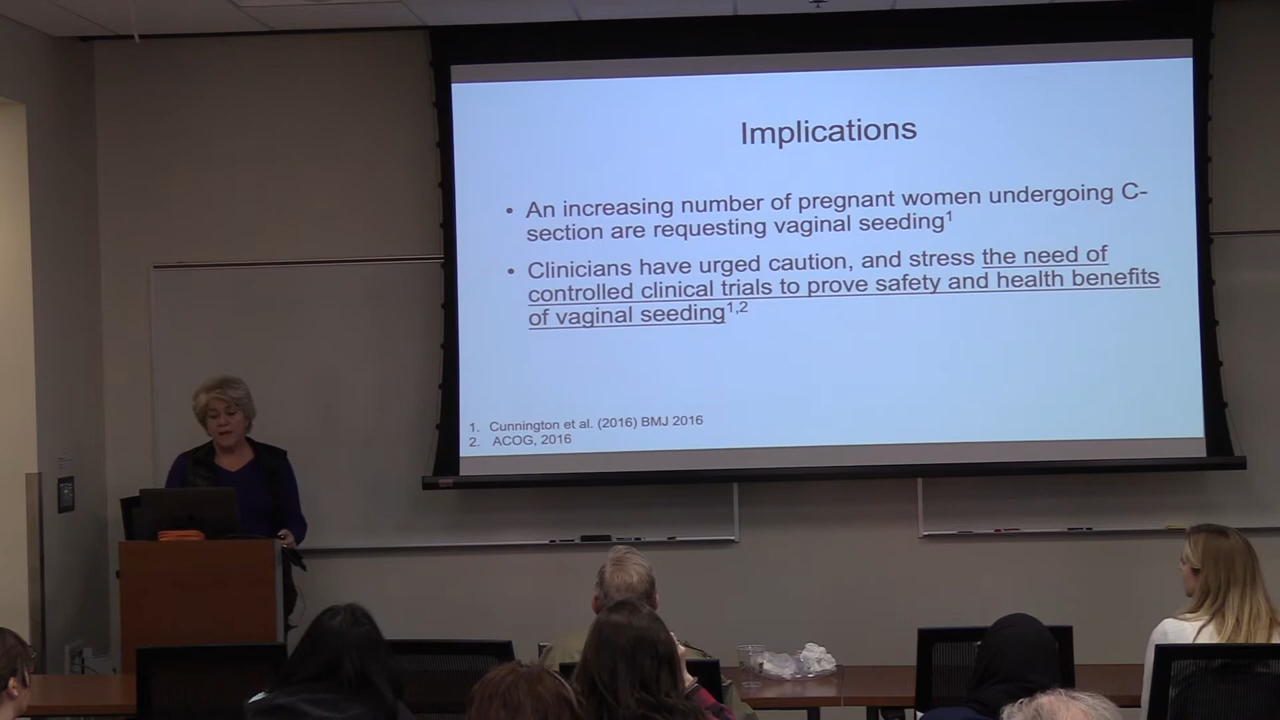 Implications
• An increasing number of pregnant women undergoing C-
section are requesting vaginal seeding1
• Clinicians have urged caution, and stress the need of
controlled clinical trials to prove safety and health benefits
of vaginal seeding1,2
1. Cunnington et al. (2016) BMJ 2016
2. ACOG, 2016